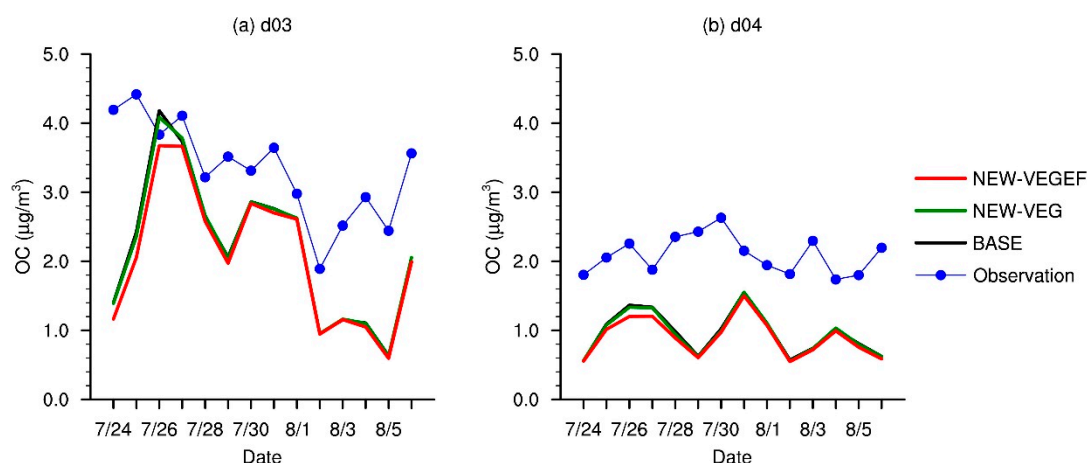 (a) d03
(b) d04
5.0
4.0
3.0
2.0
1.0
0.0
OC (µg/m³)
7/24 7/26 7/28 7/30 8/1 8/3 8/5
Date
5.0
4.0
3.0
2.0
1.0
0.0
OC (µg/m³)
7/24 7/26 7/28 7/30 8/1 8/3 8/5
Date
NEW-VEGEF
NEW-VEG
BASE
Observation